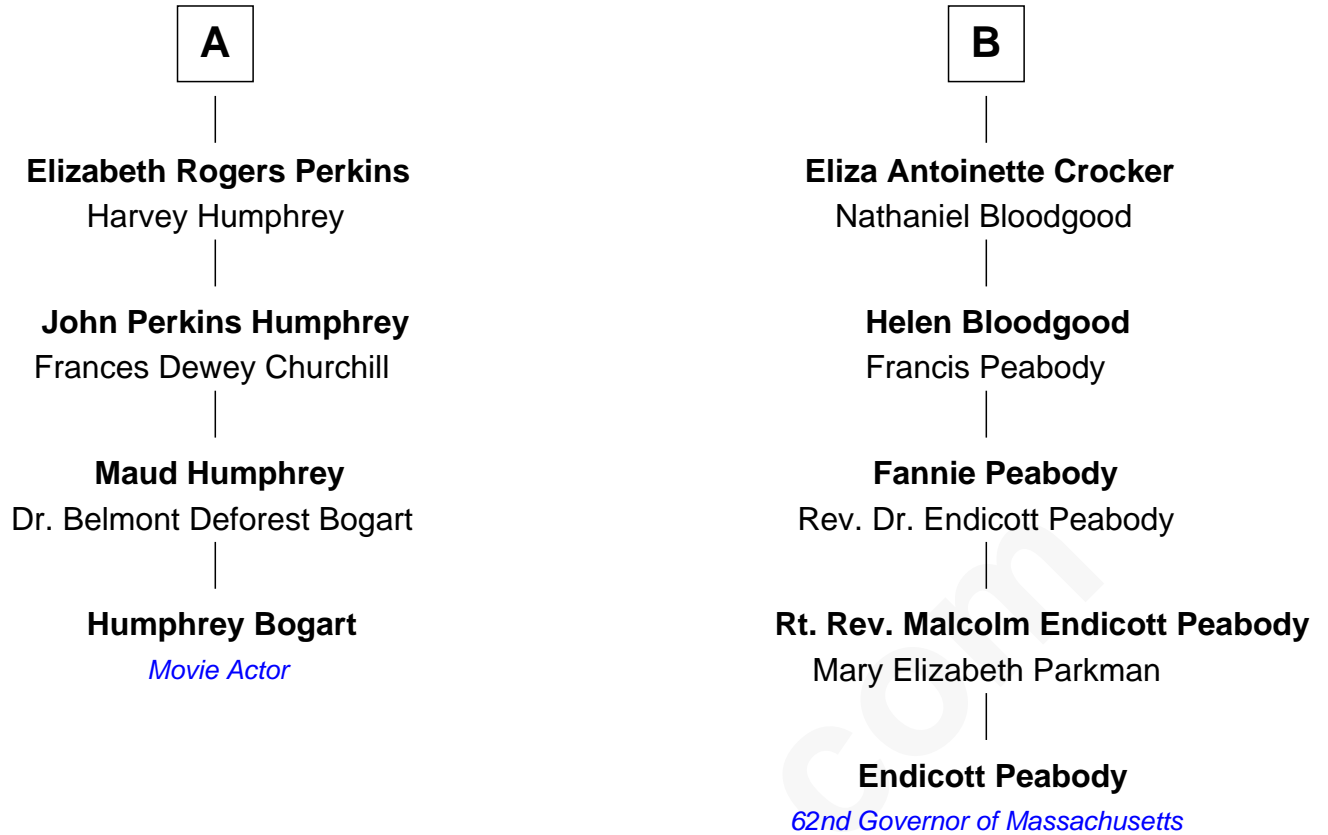 A
Elizabeth Rogers Perkins
Harvey Humphrey
John Perkins Humphrey
Frances Dewey Churchill
Maud Humphrey
Dr. Belmont Deforest Bogart
Humphrey Bogart
Movie Actor
B
Eliza Antoinette Crocker
Nathaniel Bloodgood
Helen Bloodgood
Francis Peabody
Fannie Peabody
Rev. Dr. Endicott Peabody
Rt. Rev. Malcolm Endicott Peabody
Mary Elizabeth Parkman
Endicott Peabody
62nd Governor of Massachusetts
com